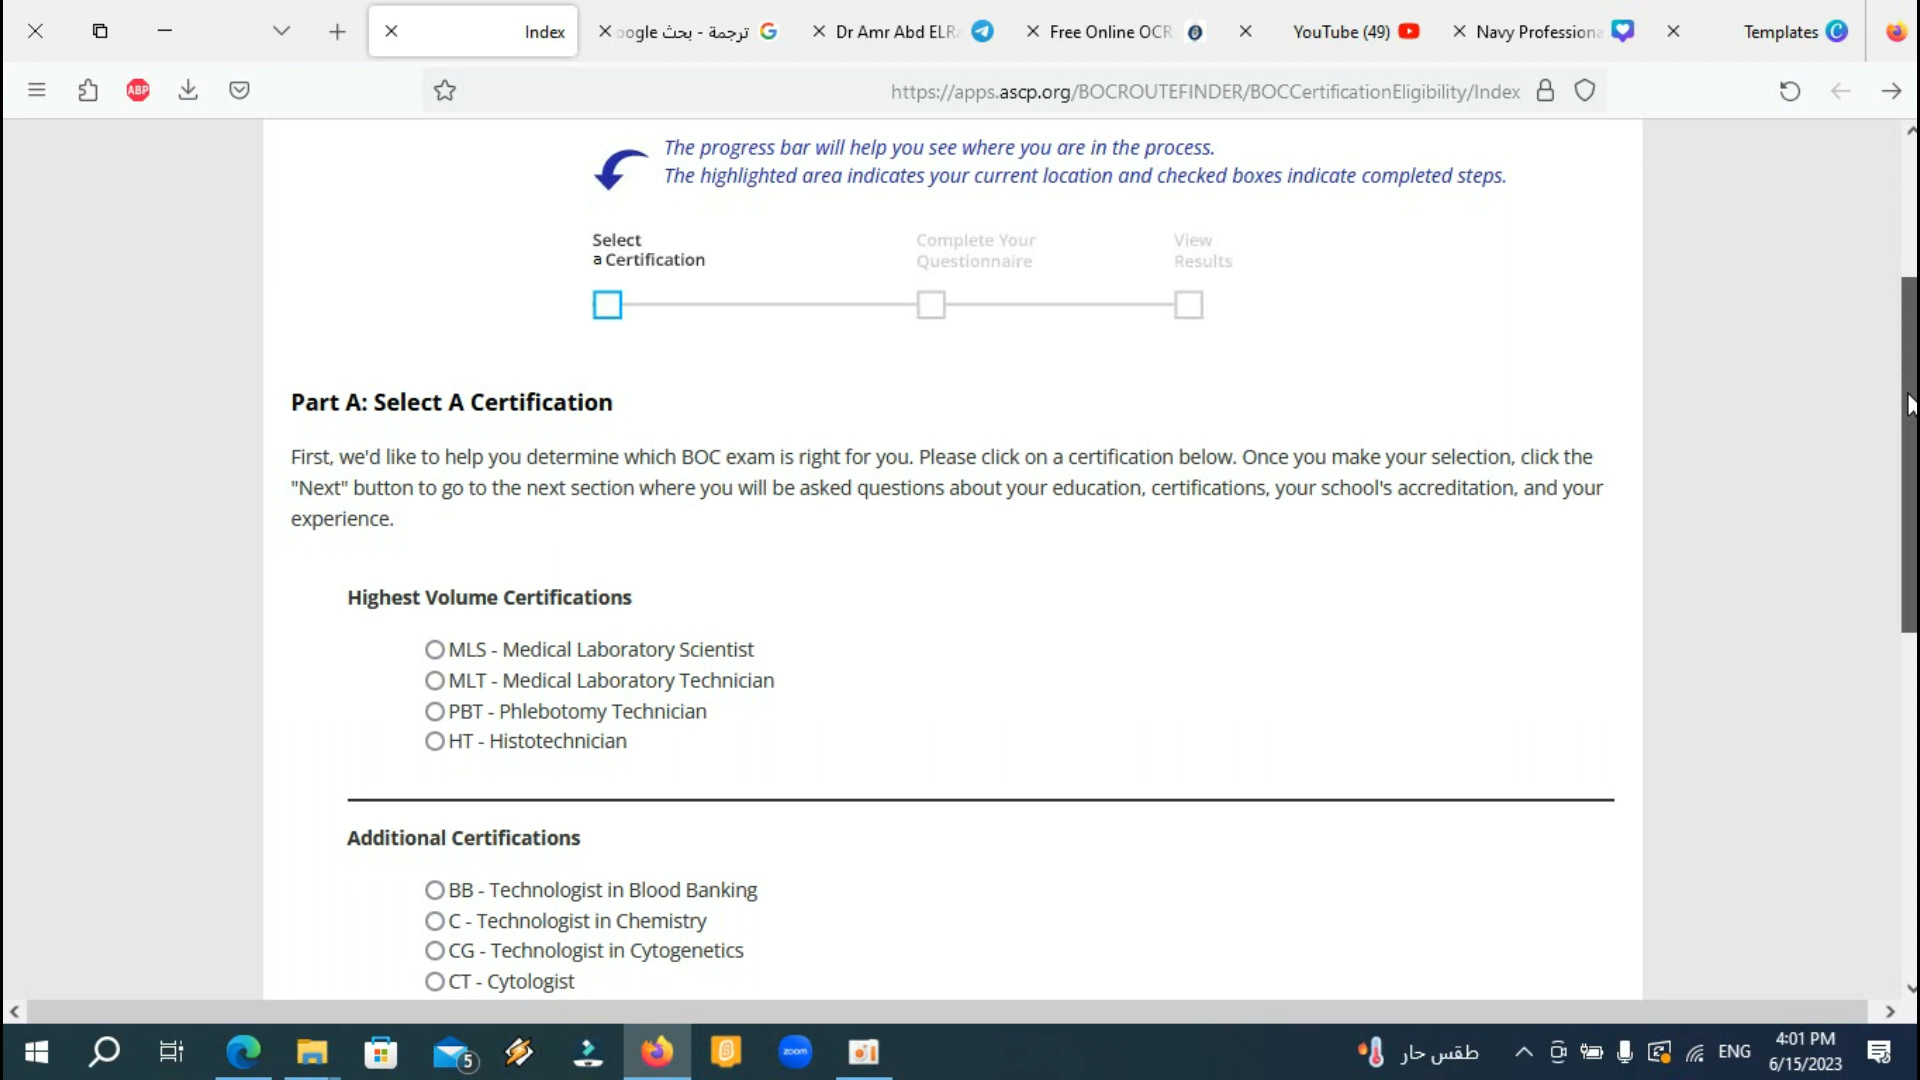 Index
ترجمة - بحث
Dr Amr Abd ELRa
Free Online OCR
YouTube (49)
Navy Professiona
Templates
ABP
https://apps.ascp.org/BOCROUTEFINDER/BOCCertificationEligibility/Index
The progress bar will help you see where you are in the process.
The highlighted area indicates your current location and checked boxes indicate completed steps.
Select
a Certification
Complete Your
Questionnaire
View
Results
Part A: Select A Certification
First, we'd like to help you determine which BOC exam is right for you. Please click on a certification below. Once you make your selection, click the
"Next" button to go to the next section where you will be asked questions about your education, certifications, your school's accreditation, and your
experience.
Highest Volume Certifications
MLS - Medical Laboratory Scientist
MLT - Medical Laboratory Technician
PBT - Phlebotomy Technician
HT - Histotechnician
Additional Certifications
BB - Technologist in Blood Banking
C - Technologist in Chemistry
CG - Technologist in Cytogenetics
CT - Cytologist
5
zoom
طقس حار
ENG
4:01 PM
6/15/2023